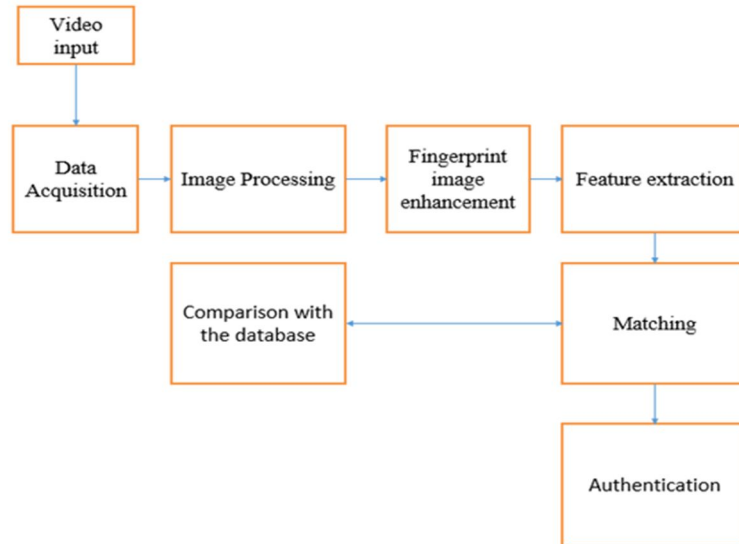 Video
input
Data
Acquisition
Image Processing
Fingerprint
image
enhancement
Feature extraction
Comparison with
the database
Matching
Authentication